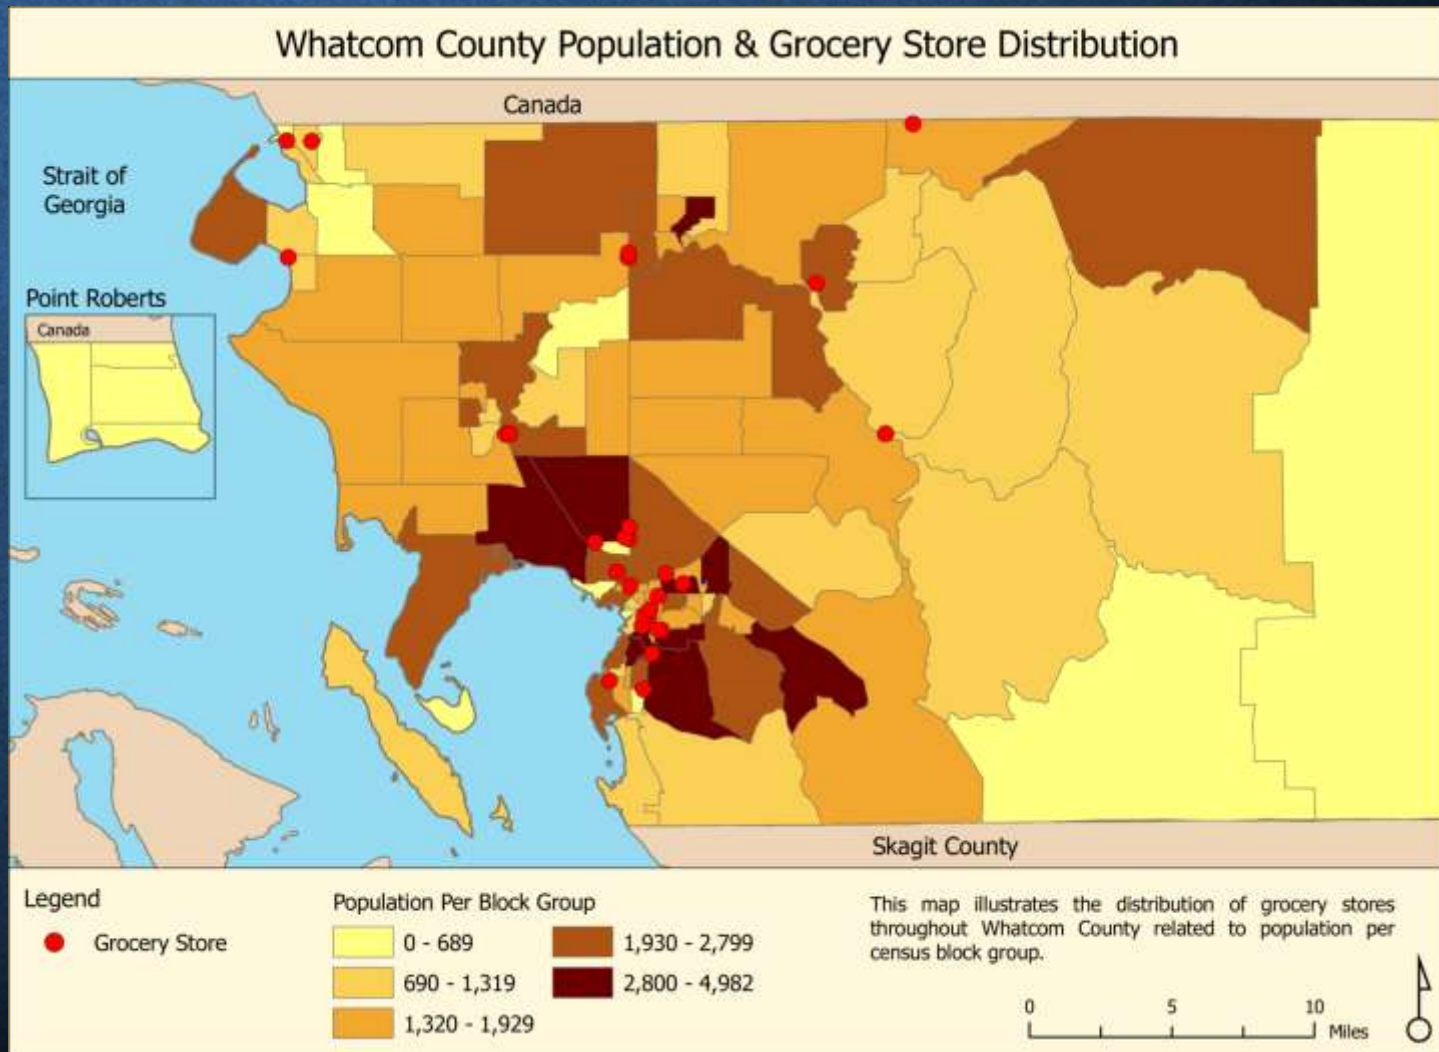 Whatcom County Population & Grocery Store Distribution
Canada
Strait of
Georgia
Point Roberts
Canada
Skagit County
Legend
Grocery Store
Population Per Block Group
0 - 689
690 - 1,319
1,320 - 1,929
1,930 - 2,799
2,800 - 4,982
This map illustrates the distribution of grocery stores
throughout Whatcom County related to population per
census block group.
0 5 10
Miles